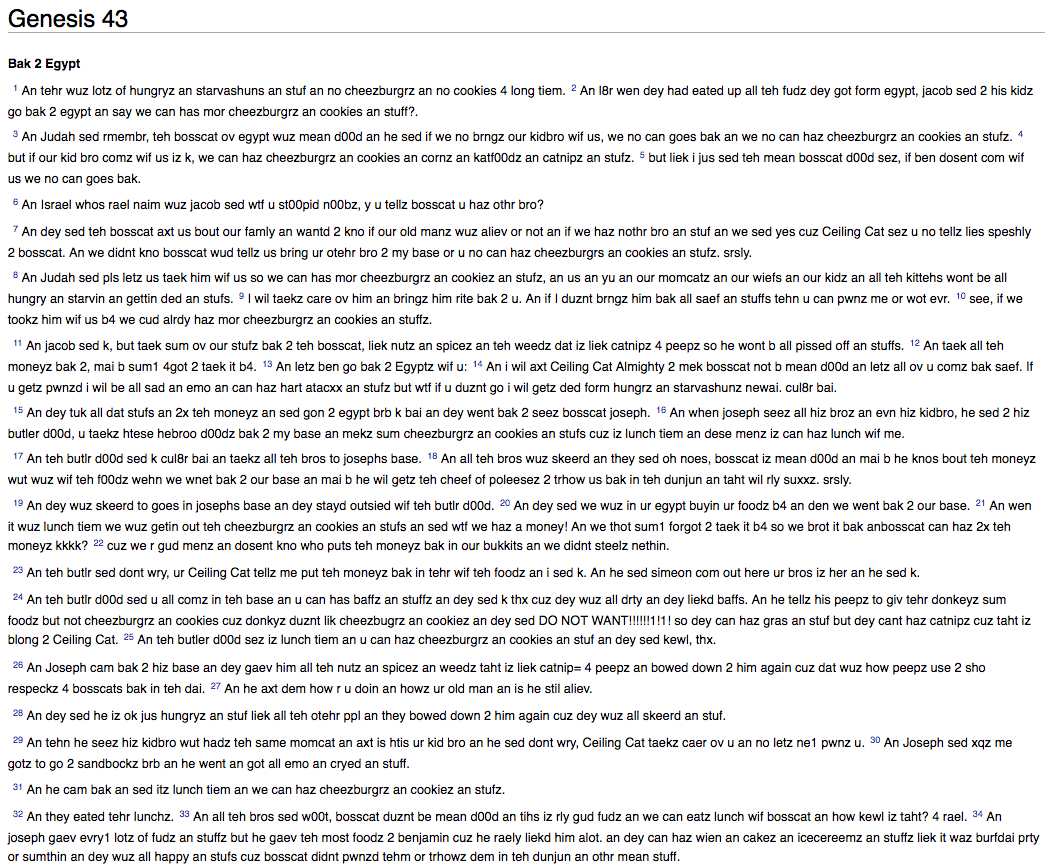 Genesis 43
Bak 2 Egypt
1 An tehr wuz lotz of hungryz an starvashuns an stuf an no cheezburgrz an no cookies 4 long tiem. 2 An l8r wen dey had eated up all teh fudz dey got form egypt, jacob sed 2 his kidz
go bak 2 egypt an say we can has mor cheezburgrz an cookies an stuff?.
3 An Judah sed rmembr, teh bosscat ov egypt wuz mean d00d an he sed if we no brngz our kidbro wif us, we no can goes bak an we no can haz cheezburgrz an cookies an stufz. 4
but if our kid bro comz wif us iz k, we can haz cheezburgrz an cookies an cornz an katf00dz an catnipz an stufz. 5 but liek i jus sed teh mean bosscat d00d sez, if ben dosent com wif
us we no can goes bak.
6 An Israel whos rael naim wuz jacob sed wtf u st00pid n00bz, y u tellz bosscat u haz othr bro?
7 An dey sed teh bosscat axt us bout our famly an wantd 2 kno if our old manz wuz aliev or not an if we haz nothr bro an stuf an we sed yes cuz Ceiling Cat sez u no tellz lies speshly
2 bosscat. An we didnt kno bosscat wud tellz us bring ur otehr bro 2 my base or u no can haz cheezburgrs an cookies an stufz. srsly.
8 An Judah sed pls letz us taek him wif us so we can has mor cheezburgrz an cookiez an stufz, an us an yu an our momcatz an our wiefs an our kidz an all teh kittehs wont be all
hungry an starvin an gettin ded an stufs. 9 I wil taekz care ov him an bringz him rite bak 2 u. An if I duznt brngz him bak all saef an stuffs tehn u can pwnz me or wot evr. 10 see, if we
tookz him wif us b4 we cud alrdy haz mor cheezburgrz an cookies an stuffz.
11 An jacob sed k, but taek sum ov our stufz bak 2 teh bosscat, liek nutz an spicez an teh weedz dat iz liek catnipz 4 peepz so he wont b all pissed off an stuffs. 12 An taek all teh
moneyz bak 2, mai b sum1 4got 2 taek it b4. 13 An letz ben go bak 2 Egyptz wif u: 14 An i wil axt Ceiling Cat Almighty 2 mek bosscat not b mean d00d an letz all ov u comz bak saef. If
u getz pwnzd i wil be all sad an emo an can haz hart atacxx an stufz but wtf if u duznt go i wil getz ded form hungrz an starvashunz newai. cul8r bai.
15 An dey tuk all dat stufs an 2x teh moneyz an sed gon 2 egypt brb k bai an dey went bak 2 seez bosscat joseph. 16 An when joseph seez all hiz broz an evn hiz kidbro, he sed 2 hiz
butler d00d, u taekz htese hebroo d00dz bak 2 my base an mekz sum cheezburgrz an cookies an stufs cuz iz lunch tiem an dese menz iz can haz lunch wif me.
17 An teh butlr d00d sed k cul8r bai an taekz all teh bros to josephs base. 18 An all teh bros wuz skeerd an they sed oh noes, bosscat iz mean d00d an mai b he knos bout teh moneyz
wut wuz wif teh f00dz wehn we wnet bak 2 our base an mai b he wil getz teh cheef of poleesez 2 trhow us bak in teh dunjun an taht wil rly suxxz. srsly.
19 An dey wuz skeerd to goes in josephs base an dey stayd outsied wif teh butlr d00d. 20 An dey sed we wuz in ur egypt buyin ur foodz b4 an den we went bak 2 our base. 21 An wen
it wuz lunch tiem we wuz getin out teh cheezburgrz an cookies an stufs an sed wtf we haz a money! An we thot sum1 forgot 2 taek it b4 so we brot it bak anbosscat can haz 2x teh
moneyz kkkk? 22 cuz we r gud menz an dosent kno who puts teh moneyz bak in our bukkits an we didnt steelz nethin.
23 An teh butlr sed dont wry, ur Ceiling Cat tellz me put teh moneyz bak in tehr wif teh foodz an i sed k. An he sed simeon com out here ur bros iz her an he sed k.
24 An teh butlr d00d sed u all comz in teh base an u can has baffz an stuffz an dey sed k thx cuz dey wuz all drty an dey liekd baffs. An he tellz his peepz to giv tehr donkeyz sum
foodz but not cheezburgrz an cookies cuz donkyz duznt lik cheezbugrz an cookiez an dey sed DO NOT WANT!!!!!!1!1! so dey can haz gras an stuf but dey cant haz catnipz cuz taht iz
blong 2 Ceiling Cat. 25 An teh butler d00d sez iz lunch tiem an u can haz cheezburgrz an cookies an stuf an dey sed kewl, thx.
26 An Joseph cam bak 2 hiz base an dey gaev him all teh nutz an spicez an weedz taht iz liek catnip= 4 peepz an bowed down 2 him again cuz dat wuz how peepz use 2 sho
respeckz 4 bosscats bak in teh dai. 27 An he axt dem how r u doin an howz ur old man an is he stil aliev.
28 An dey sed he iz ok jus hungryz an stuf liek all teh otehr ppl an they bowed down 2 him again cuz dey wuz all skeerd an stuf.
29 An tehn he seez hiz kidbro wut hadz teh same momcat an axt is htis ur kid bro an he sed dont wry, Ceiling Cat taekz caer ov u an no letz ne1 pwnz u. 30 An Joseph sed xqz me
gotz to go 2 sandbockz brb an he went an got all emo an cryed an stuff.
31 An he cam bak an sed itz lunch tiem an we can haz cheezburgrz an cookiez an stufz.
32 An they eated tehr lunchz. 33 An all teh bros sed w00t, bosscat duznt be mean d00d an tihs iz rly gud fudz an we can eatz lunch wif bosscat an how kewl iz taht? 4 rael. 34 An
joseph gaev evry1 lotz of fudz an stuffz but he gaev teh most foodz 2 benjamin cuz he raely liekd him alot. an dey can haz wien an cakez an icecereemz an stuffz liek it waz burfdai prty
or sumthin an dey wuz all happy an stufs cuz bosscat didnt pwnzd tehm or trhowz dem in teh dunjun an othr mean stuff.